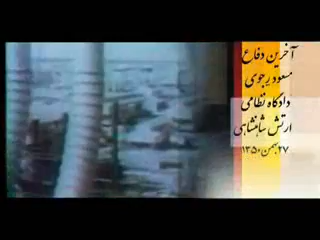 آخرین دفاع
مسعود رجوی
دادگاه نظامی
ارتش شاهنشاهی
۲۷ بهمن ۱۳۵۰